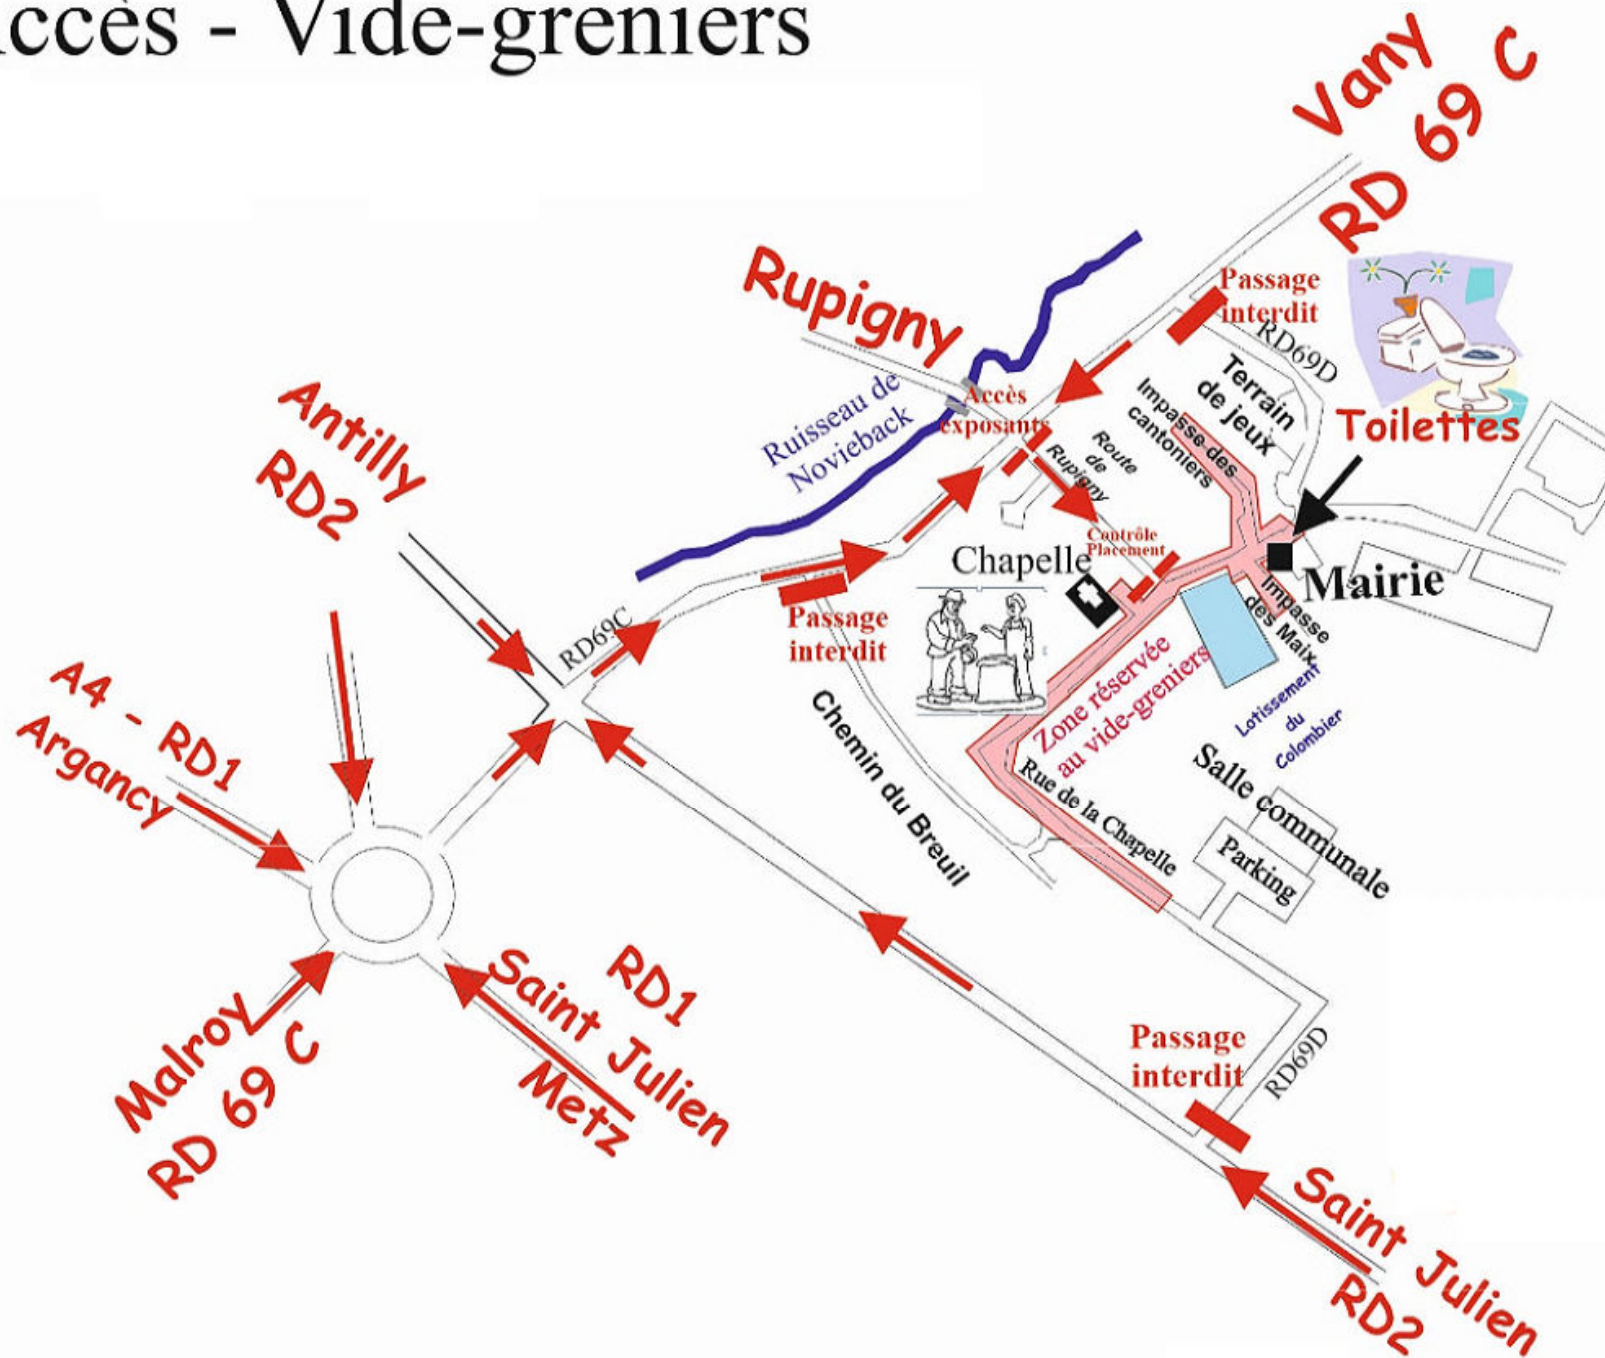 ccès - Vide-greniers
Vany
RD 69 C
Rupigny
Passage
interdit
RD69D
Ruisseau de
Novieback
Accès
exposants
Terrain
de jeux
Impasse des
cantoniers
Toilettes
Antilly
RD2
Route
de
Rupigny
Contrôle
Placement
Chapelle
Mairie
Impasse
des Maix
RD69C
Passage
interdit
Zone réservée
au vide-greniers
Lotissement
du
Colombier
A4 - RD1
Argancy
Chemin du Breuil
Rue de la Chapelle
Salle communale
Parking
RD1
Saint Julien
Metz
Malroy
RD 69 C
Passage
interdit
RD69D
Saint Julien
RD2